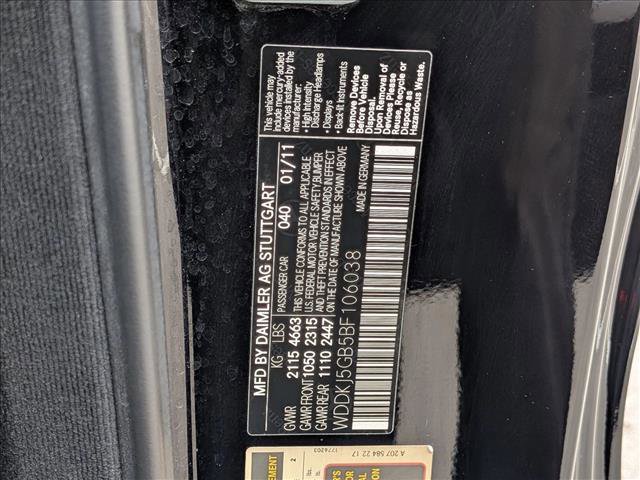 MFD BY DAIMLER AG STUTTGART
PASSENGER CAR 040 01/11
KG LBS
GVWR 2115 4663
GAWR FRONT 1050 2315
GAWR REAR 1110 2447
THIS VEHICLE CONFORMS TO ALL APPLICABLE
U.S. FEDERAL MOTOR VEHICLE SAFETY, BUMPER
AND THEFT PREVENTION STANDARDS IN EFFECT
ON THE DATE OF MANUFACTURE SHOWN ABOVE
WDDKJ5GB5BF106038
MADE IN GERMANY
This vehicle may
include mercury-added
devices installed by the
manufacturer:
• High Intensity
Discharge Headlamps
• Displays
• Back-lit Instruments
Remove Devices
Before Vehicle
Disposal.
Upon Removal of
Devices Please
Reuse, Recycle or
Dispose as
Hazardous Waste.
1776203
A 207 584 22 17
2